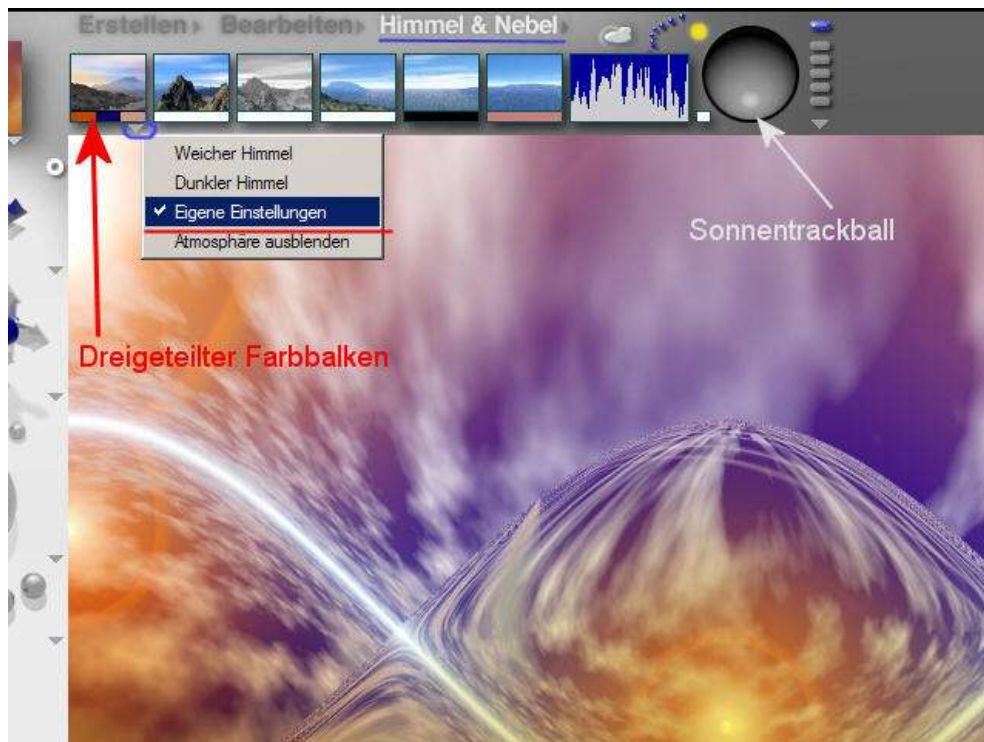 Erstellen Bearbeiten Himmel & Nebel
Weicher Himmel
Dunkler Himmel
Eigene Einstellungen
Atmosphäre ausblenden
Sonnentrackball
Dreigeteilter Farbbalken